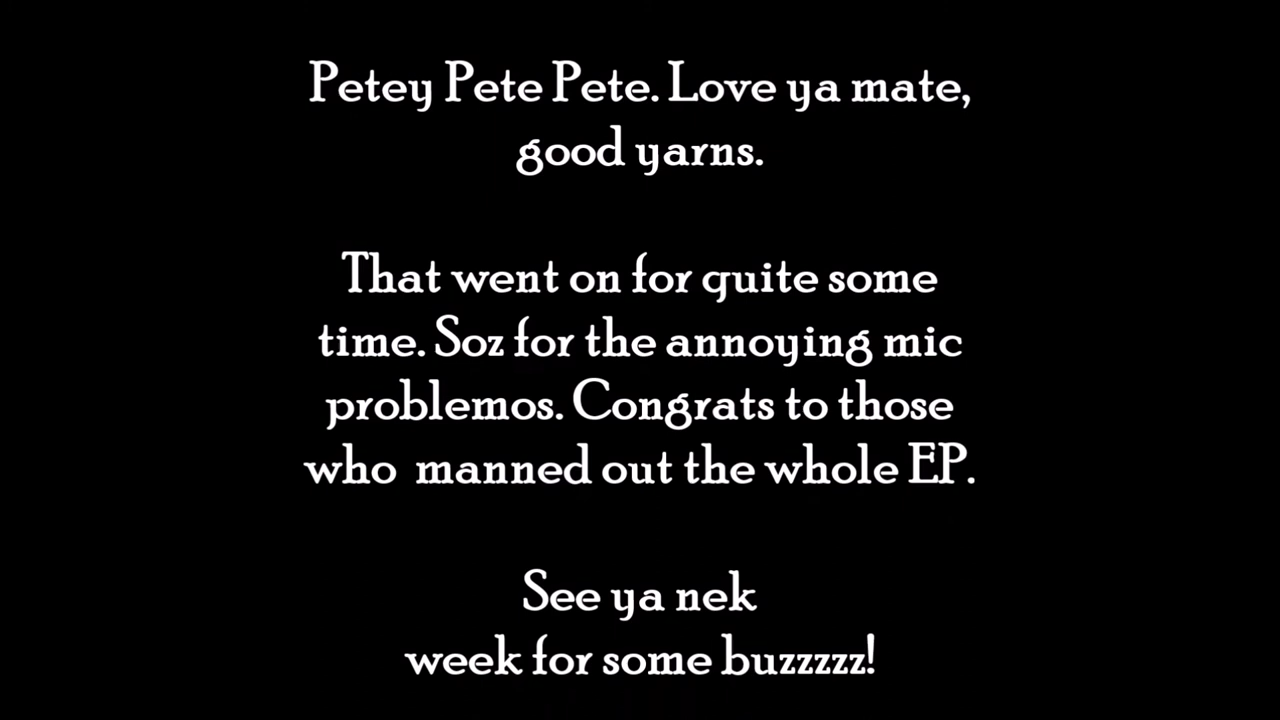 Petey Pete Pete. Love ya mate,
good yarns.
That went on for quite some
time. Soz for the annoying mic
problemos. Congrats to those
who manned out the whole EP.
See ya nek
week for some buzzzzz!